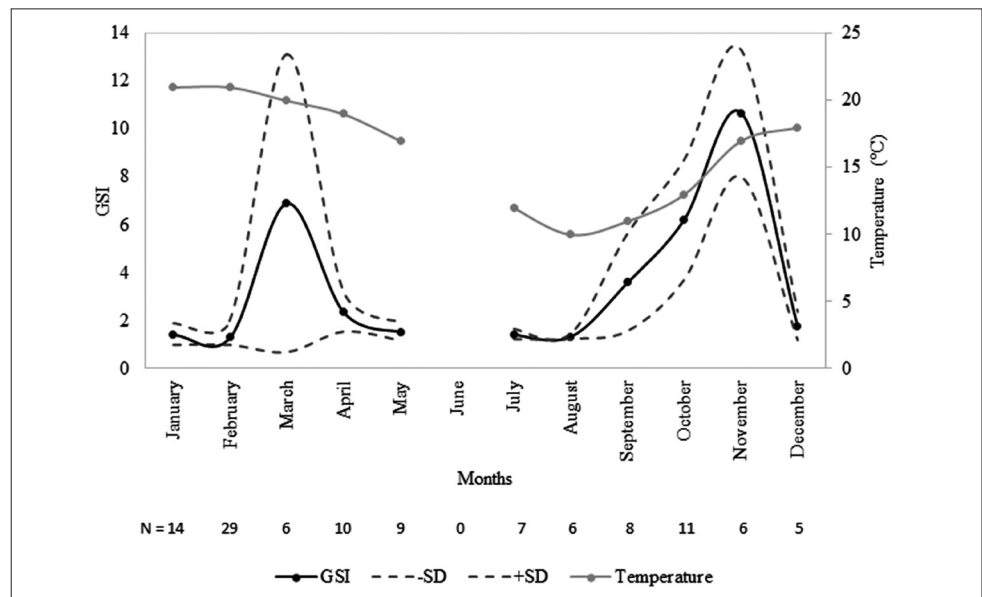 14 25
12 20
10
8 15
6 10
4
2 5
0 0
GSI
Temperature (°C)
January February March April May June July August September October November December
Months
N = 14 29 6 10 9 0 7 6 8 11 6 5
GSI -SD +SD Temperature